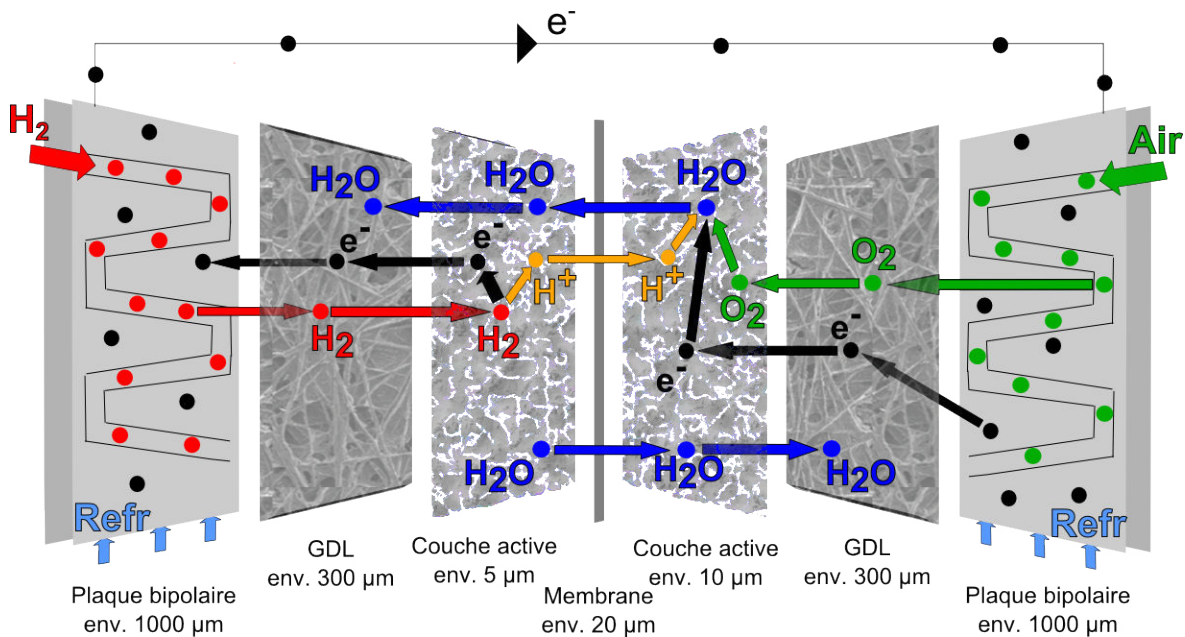 e-
H2
Air
H2O
H2O
H2O
e-
e-
O2
H+
H+
O2
H2
H2
e-
e-
H2O
H2O
H2O
Refr
Refr
GDL
env. 300 µm
Couche active
env. 5 µm
Couche active
env. 10 µm
GDL
env. 300 µm
Plaque bipolaire
env. 1000 µm
Membrane
env. 20 µm
Plaque bipolaire
env. 1000 µm